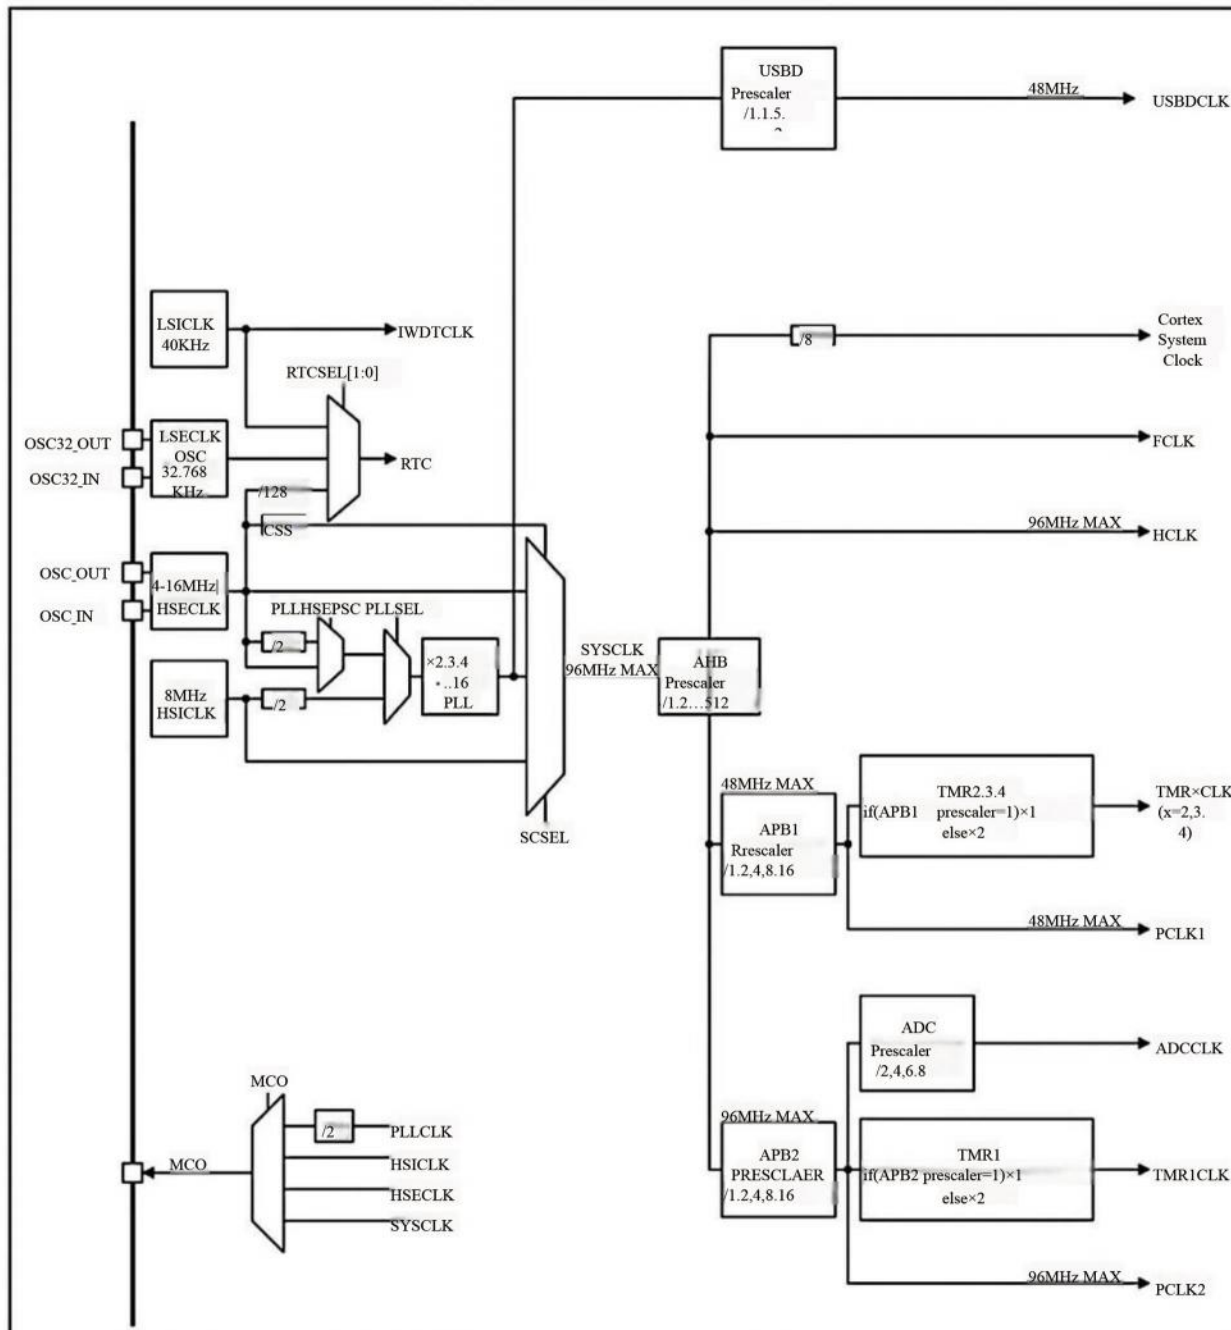 USBD
Prescaler
/1.1.5.
48MHz
USBDCLK
LSICLK
40KHz
IWDTCLK
RTCSEL[1:0]
OSC32_OUT
OSC32_IN
LSECLK
OSC
32.768
KHz
RTC
/128
CSS
OSC_OUT
OSC_IN
4-16MHz
HSECLK
PLLHSEPSC PLLSEL
/2
8MHz
HSICLK
/2
×2.3.4
..16
PLL
SCSEL
SYSCLK
96MHz MAX
AHB
Prescaler
/1.2...512
/8
Cortex
System
Clock
FCLK
96MHz MAX
HCLK
48MHz MAX
APB1
Rrescaler
/1.2,4,8.16
TMR2.3.4
if(APB1 prescaler=1)×1
else×2
TMR×CLK
(x=2,3.
4)
48MHz MAX
PCLK1
ADC
Prescaler
/2,4,6.8
ADCCLK
96MHz MAX
APB2
PRESCLAER
/1.2,4,8.16
TMR1
if(APB2 prescaler=1)×1
else×2
TMR1CLK
96MHz MAX
PCLK2
MCO
/2
PLLCLK
MCO
HSICLK
HSECLK
SYSCLK